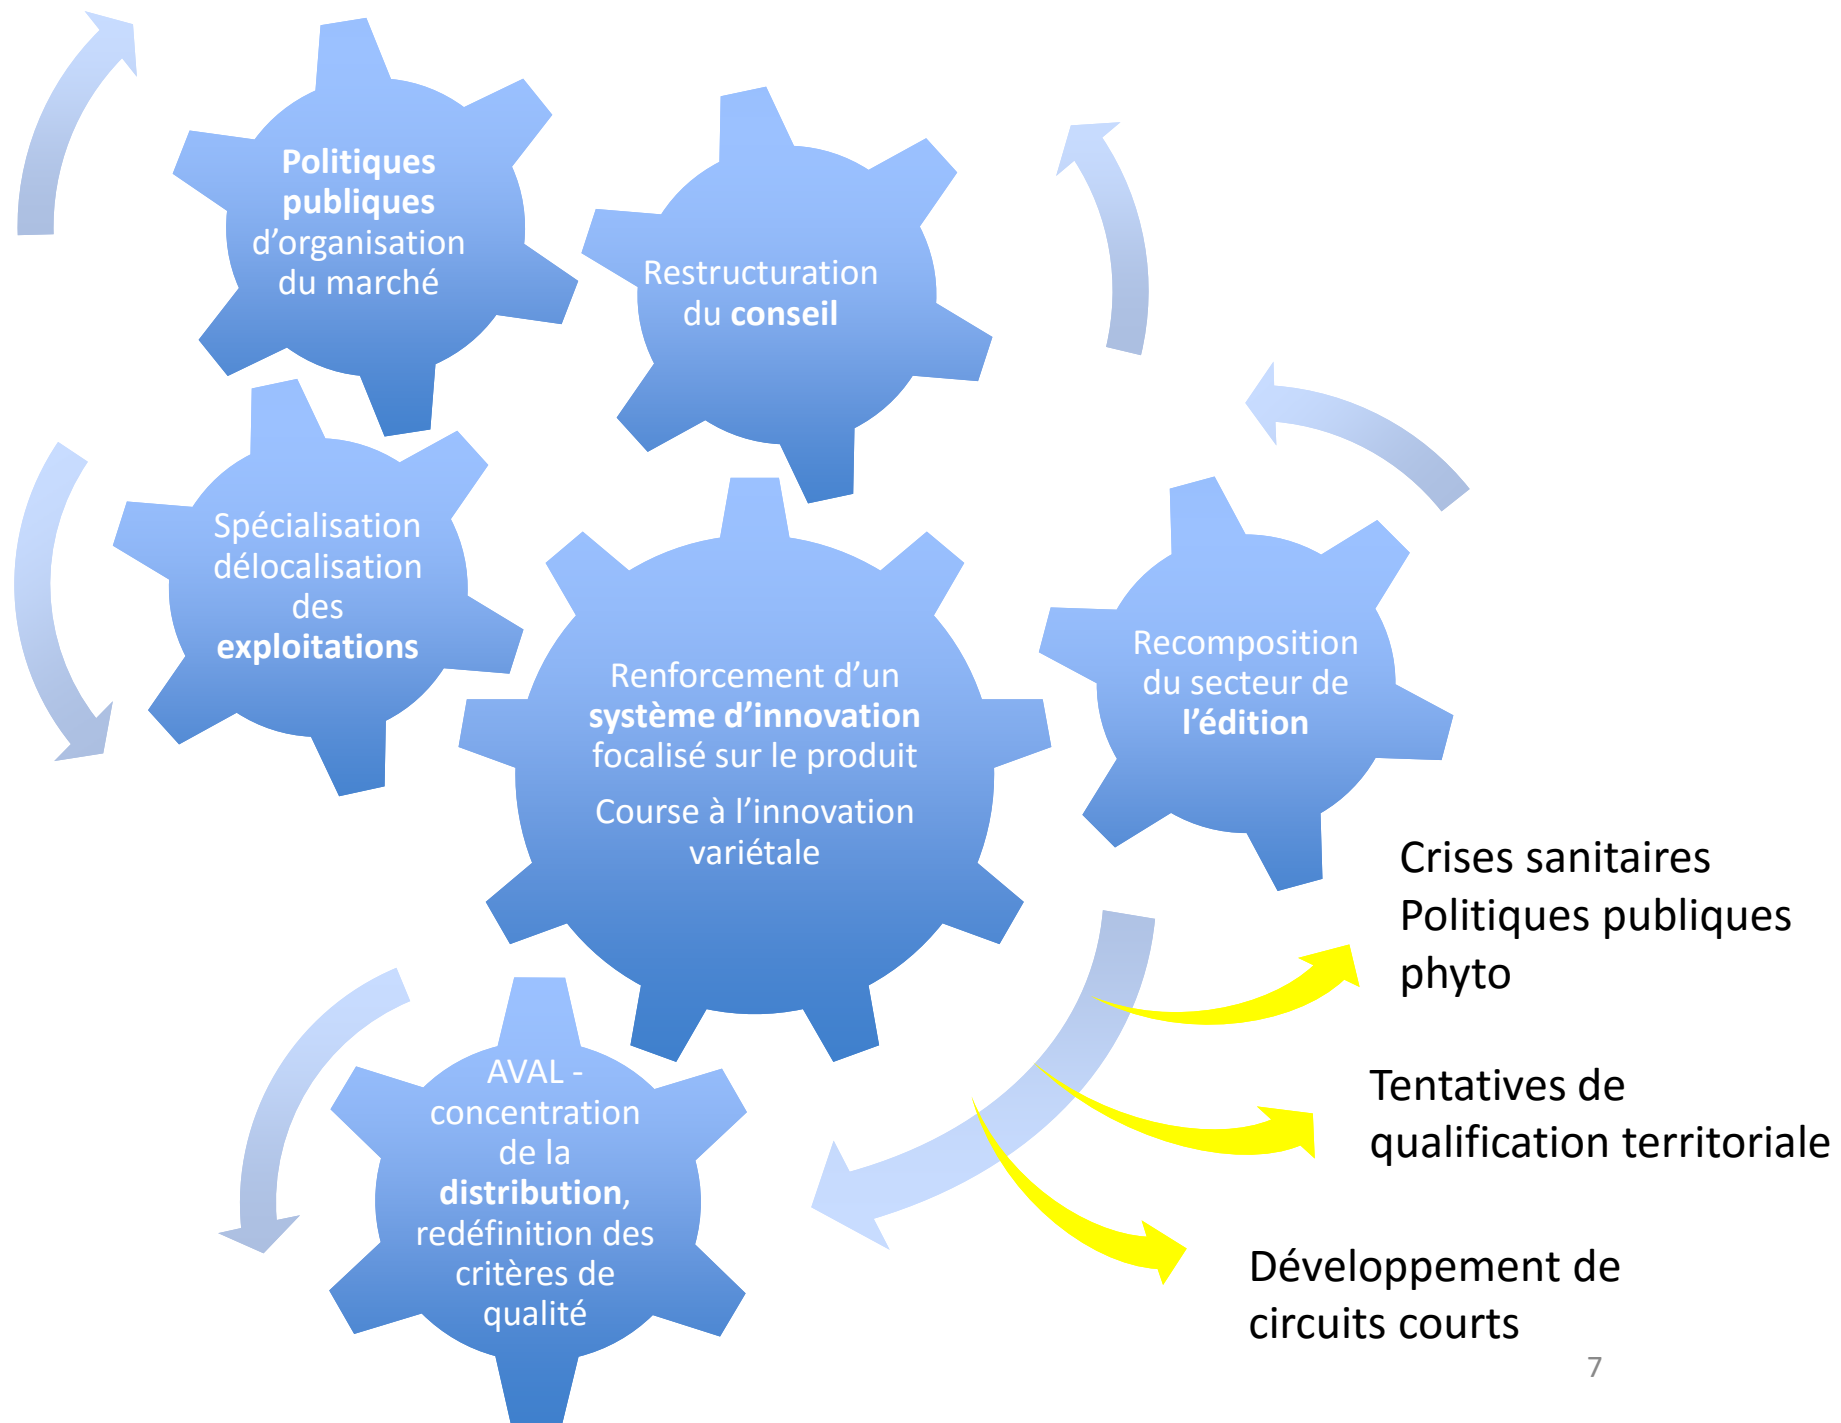 Politiques
publiques
d’organisation
du marché
Restructuration
du conseil
Spécialisation
délocalisation
des
exploitations
Renforcement d’un
système d’innovation
focalisé sur le produit
Course à l’innovation
variétale
Recomposition
du secteur de
l’édition
AVAL -
concentration
de la
distribution,
redéfinition des
critères de
qualité
Crises sanitaires
Politiques publiques
phyto
Tentatives de
qualification territoriale
Développement de
circuits courts
7